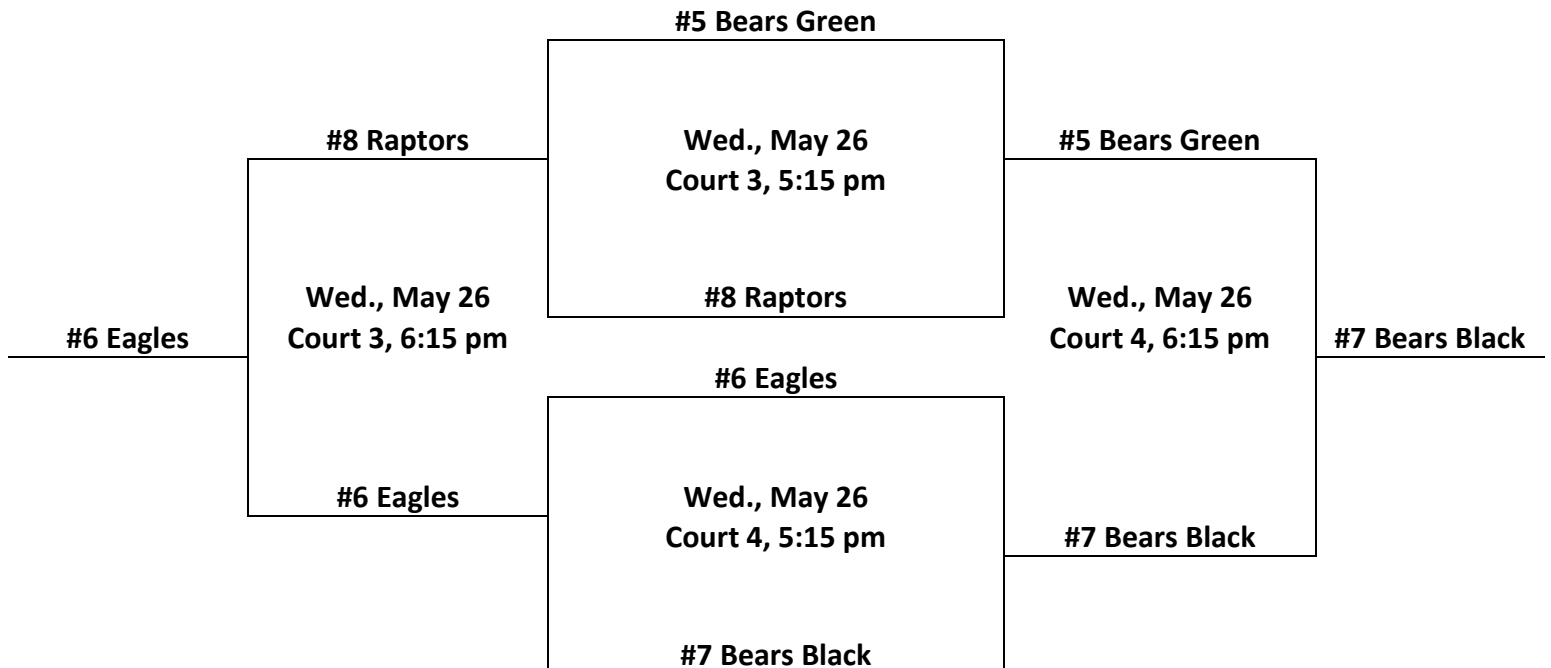 #5 Bears Green
#8 Raptors
Wed., May 26
Court 3, 5:15 pm
#5 Bears Green
#8 Raptors
Wed., May 26
Court 3, 6:15 pm
Wed., May 26
Court 4, 6:15 pm
#6 Eagles
#7 Bears Black
#6 Eagles
#6 Eagles
Wed., May 26
Court 4, 5:15 pm
#7 Bears Black
#7 Bears Black